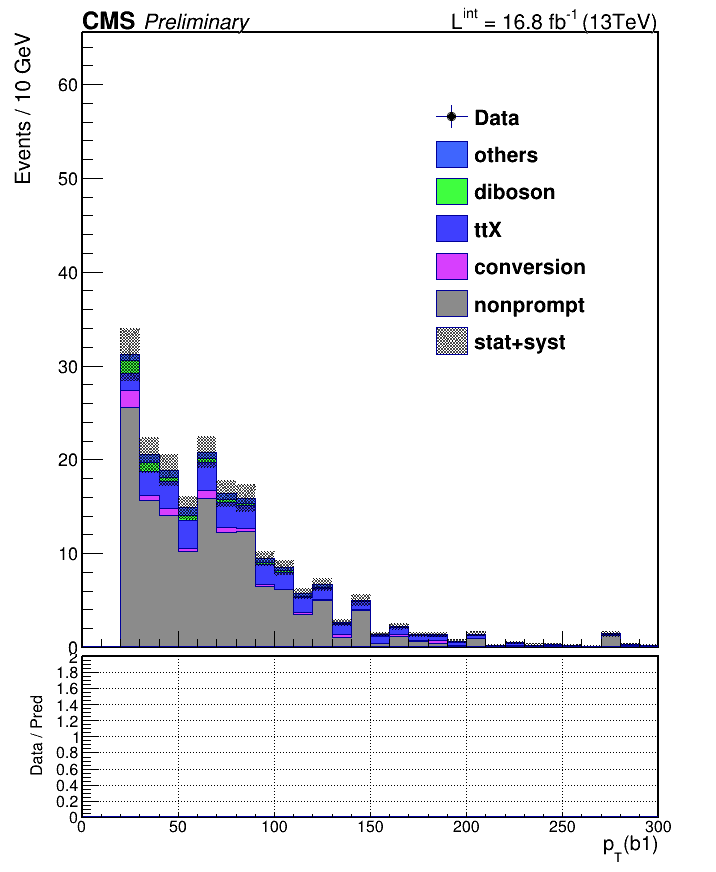 CMS Preliminary
L^int = 16.8 fb^-1 (13TeV)
Events / 10 GeV
60
50
40
30
20
10
0
Data
others
diboson
ttX
conversion
nonprompt
stat+syst
Data / Pred
2
1.8
1.6
1.4
1.2
1
0.8
0.6
0.4
0.2
0
0 50 100 150 200 250 300
p_T(b1)